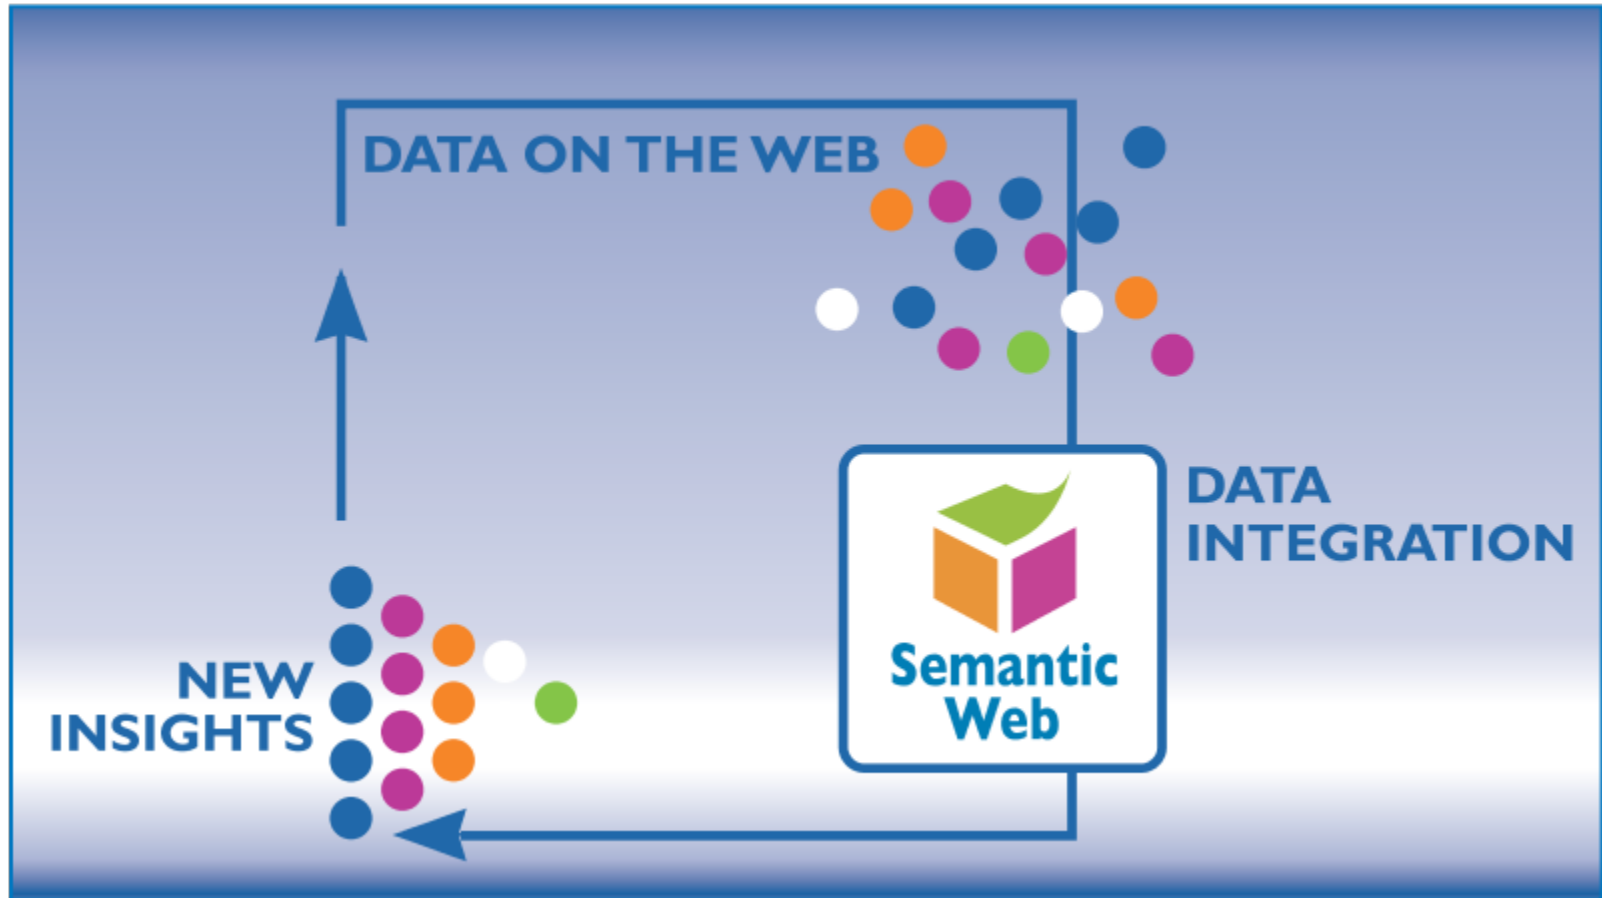 DATA ON THE WEB
DATA
INTEGRATION
Semantic
Web
NEW
INSIGHTS